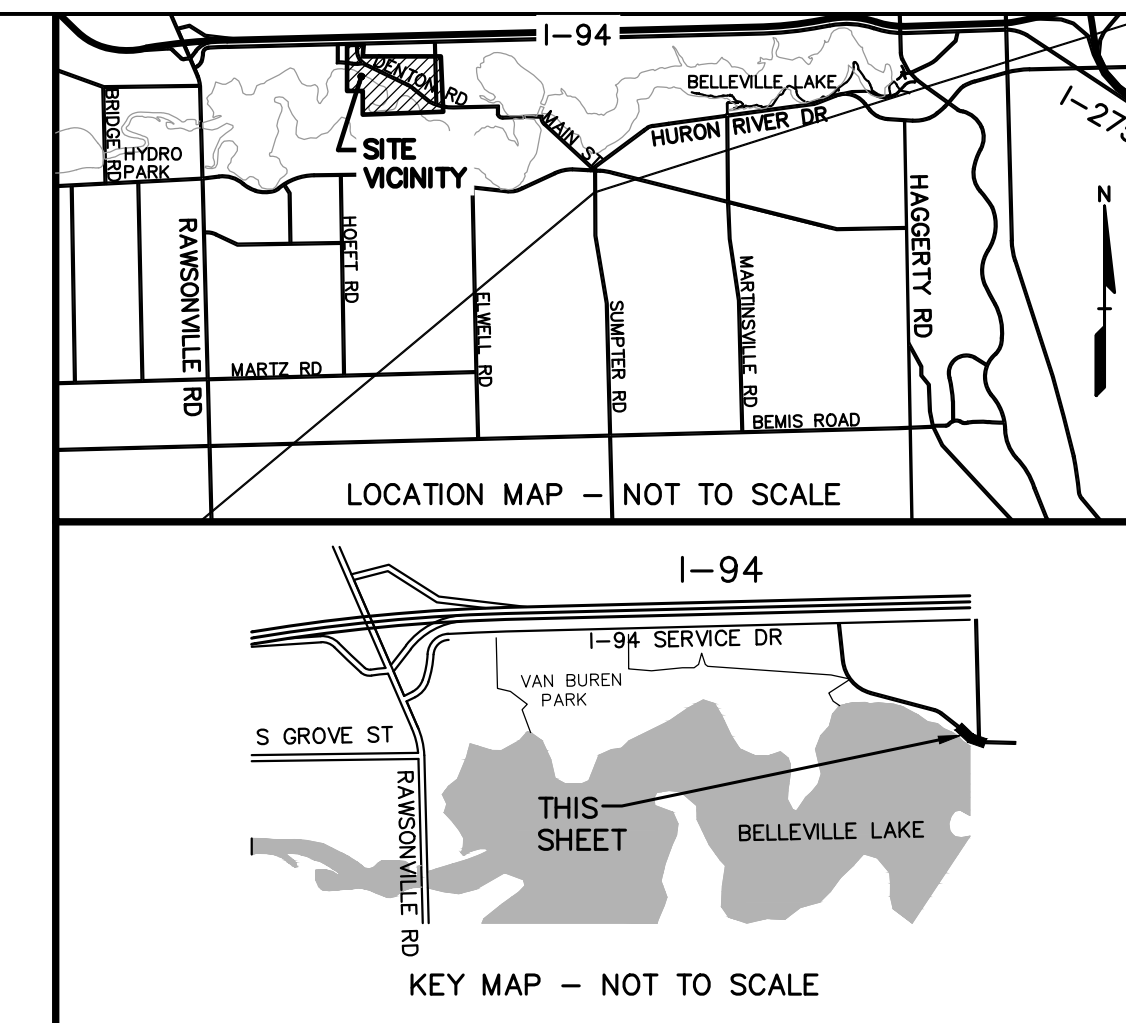 I-94
DENTON RD
BELLEVILLE LAKE
I-275
BRIDGE RD
HYDRO
PARK
MAIN ST
HURON RIVER DR
SITE
VICINITY
N
RAWSONVILLE RD
HOEFT RD
ELWELL RD
SUMPTER RD
MARTINSVILLE RD
HAGGERTY RD
MARTZ RD
BEMIS ROAD
LOCATION MAP - NOT TO SCALE
I-94
I-94 SERVICE DR
VAN BUREN
PARK
S GROVE ST
RAWSONVILLE RD
THIS
SHEET
BELLEVILLE LAKE
KEY MAP - NOT TO SCALE